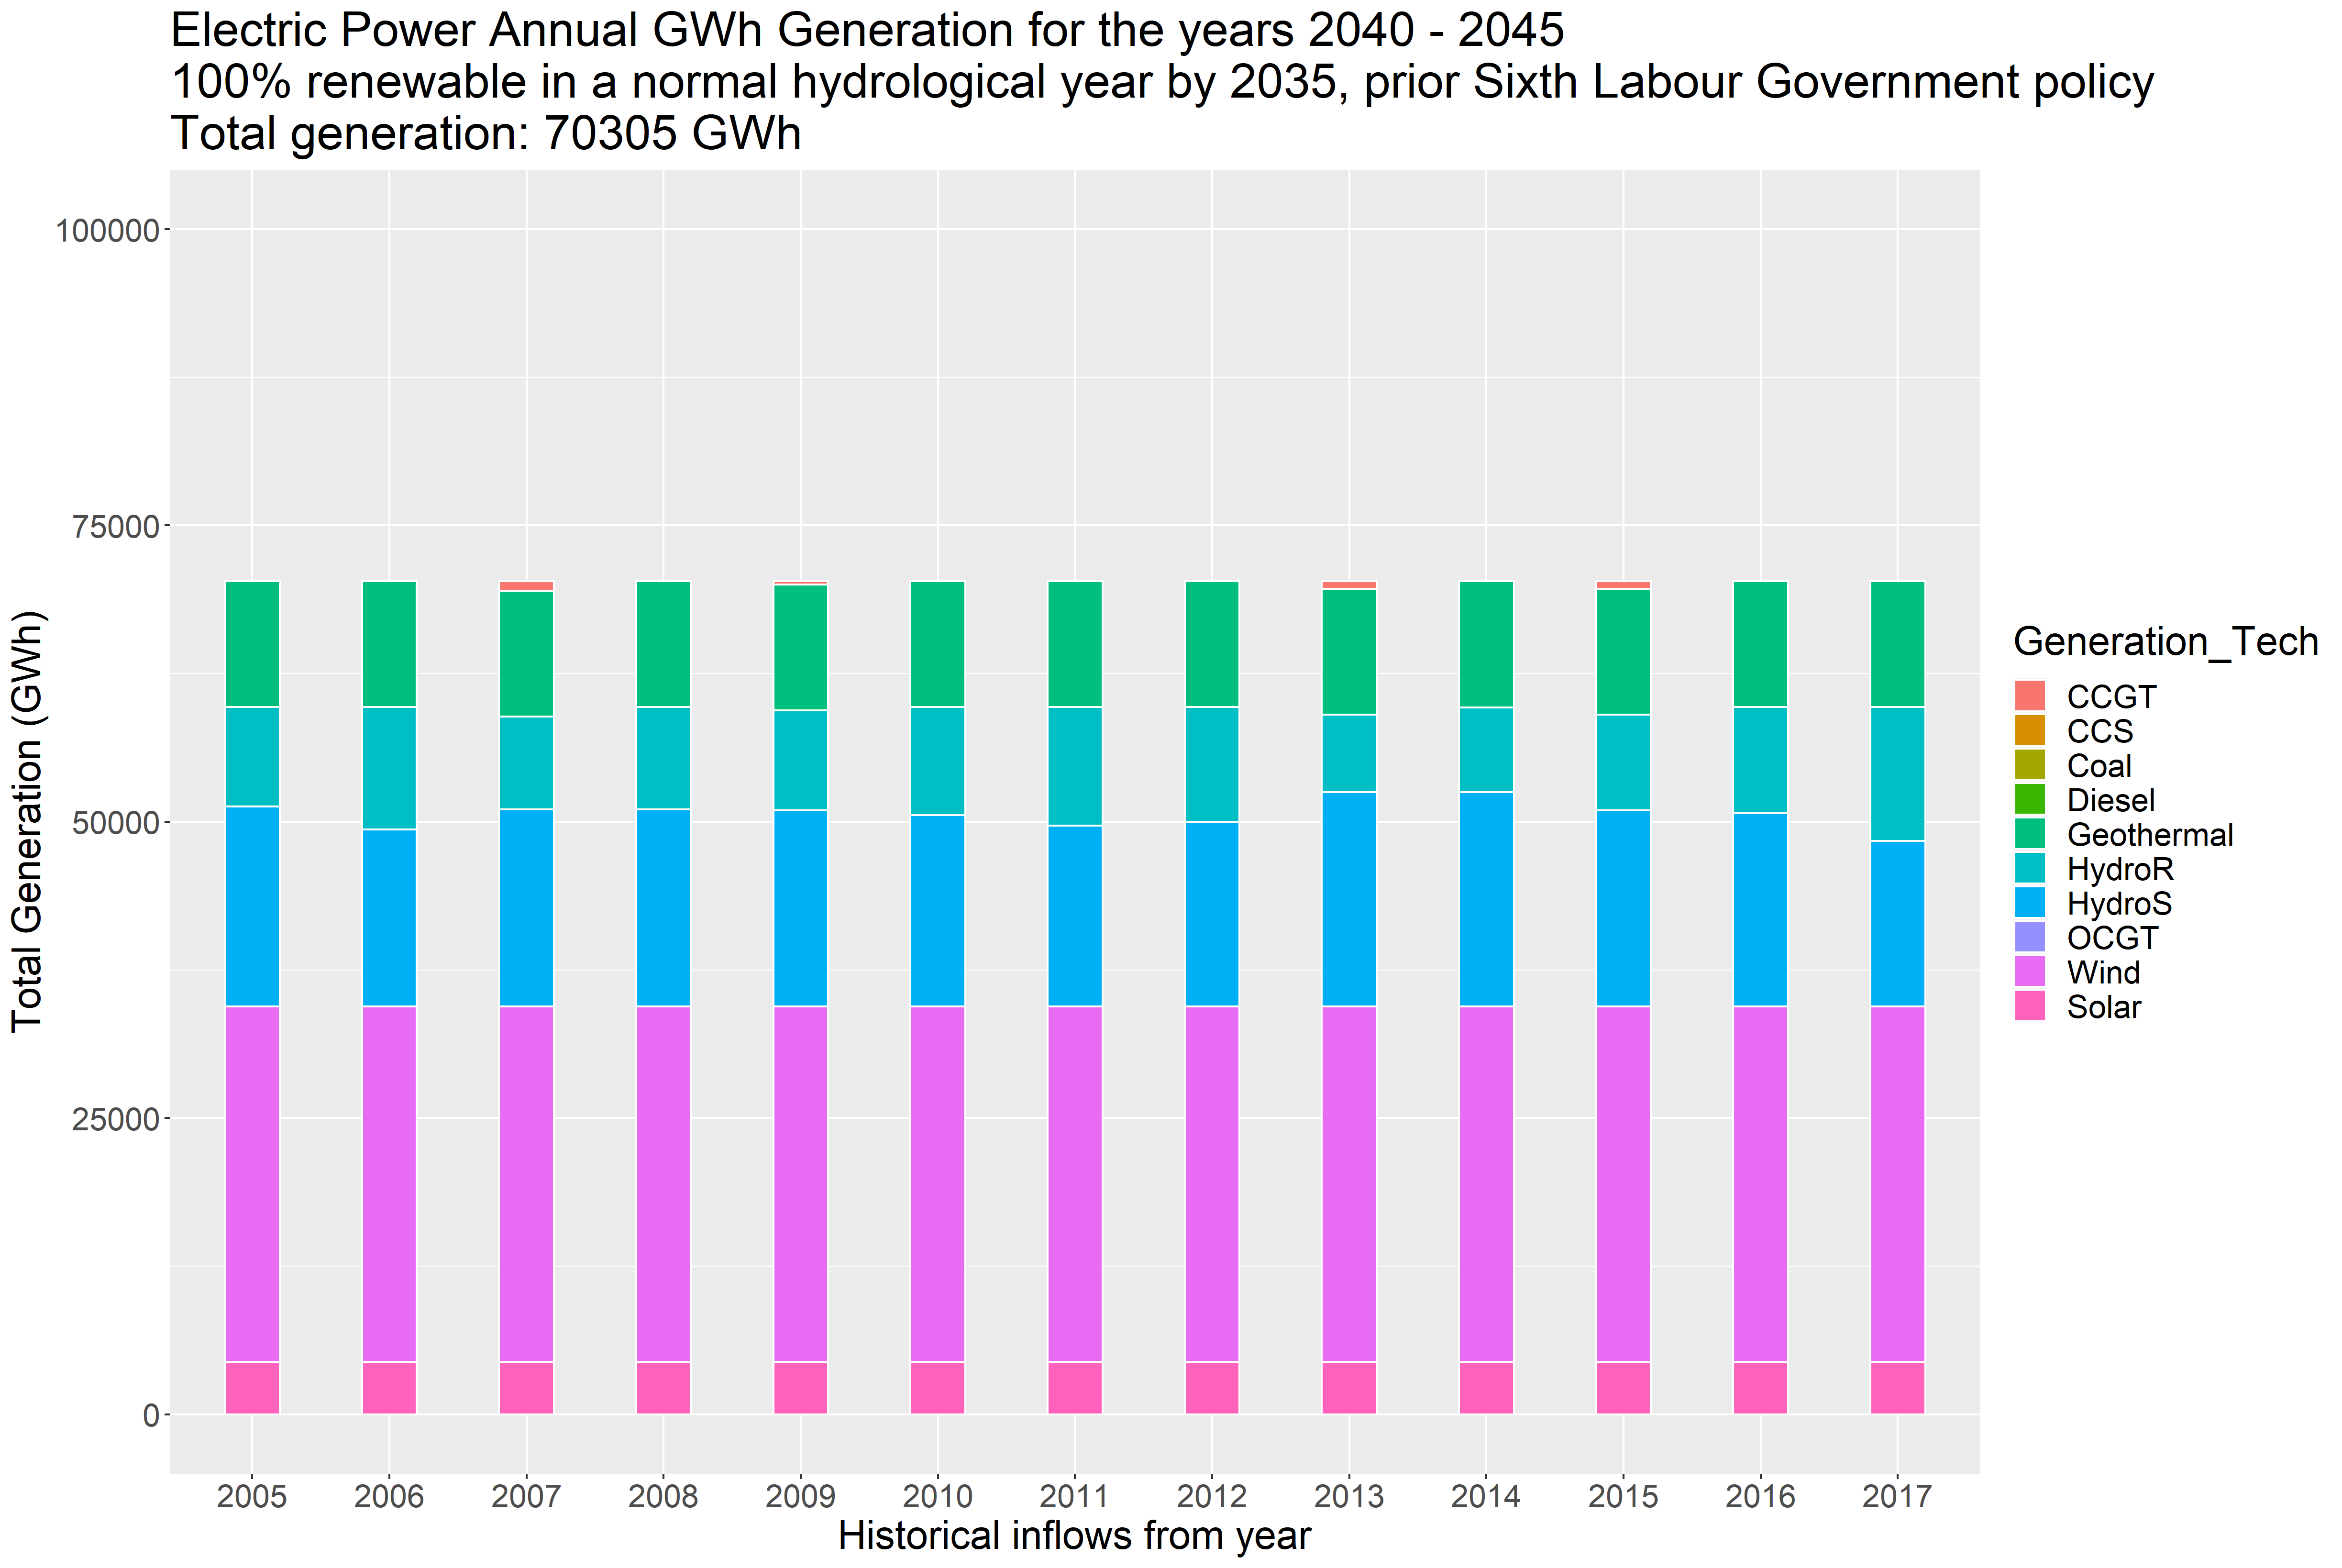 Electric Power Annual GWh Generation for the years 2040 - 2045
100% renewable in a normal hydrological year by 2035, prior Sixth Labour Government policy
Total generation: 70305 GWh
Total Generation (GWh)
100000
75000
50000
25000
0
2005 2006 2007 2008 2009 2010 2011 2012 2013 2014 2015 2016 2017
Historical inflows from year
Generation_Tech
CCGT
CCS
Coal
Diesel
Geothermal
HydroR
HydroS
OCGT
Wind
Solar